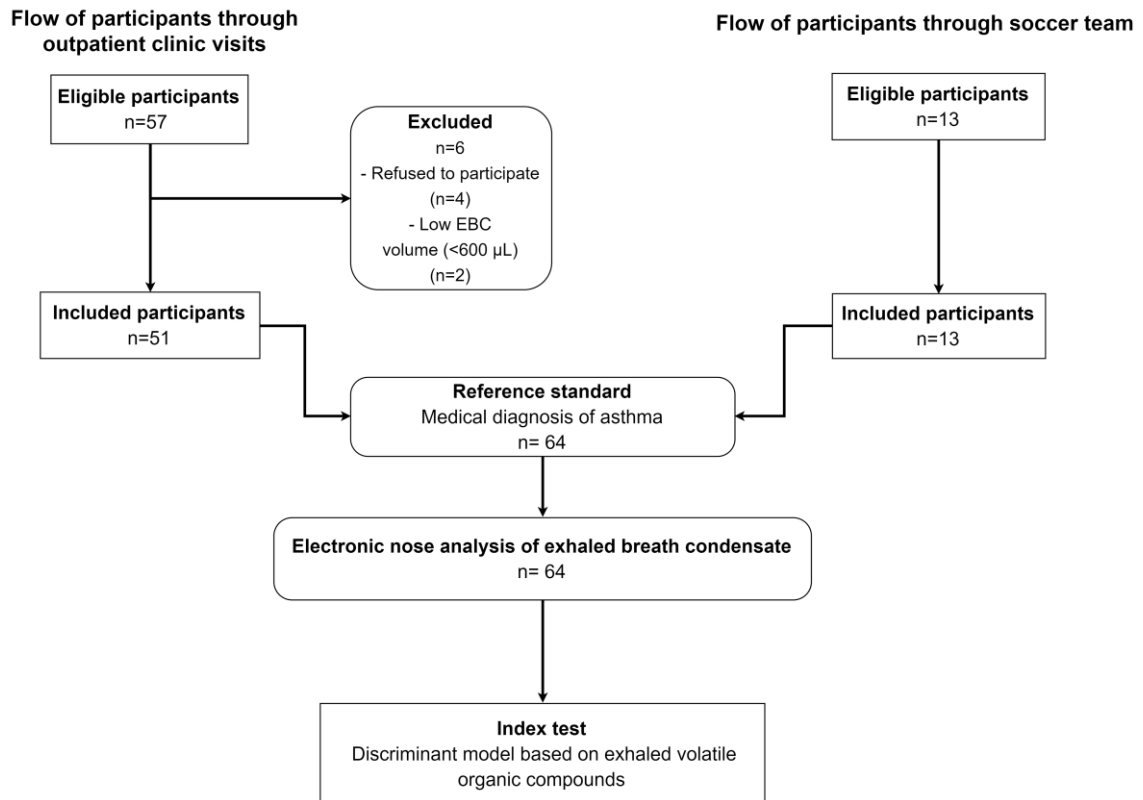 Flow of participants through
outpatient clinic visits
Flow of participants through soccer team
Eligible participants
n=57
Excluded
n=6
- Refused to participate
(n=4)
- Low EBC
volume (<600 µL)
(n=2)
Eligible participants
n=13
Included participants
n=51
Included participants
n=13
Reference standard
Medical diagnosis of asthma
n= 64
Electronic nose analysis of exhaled breath condensate
n= 64
Index test
Discriminant model based on exhaled volatile
organic compounds